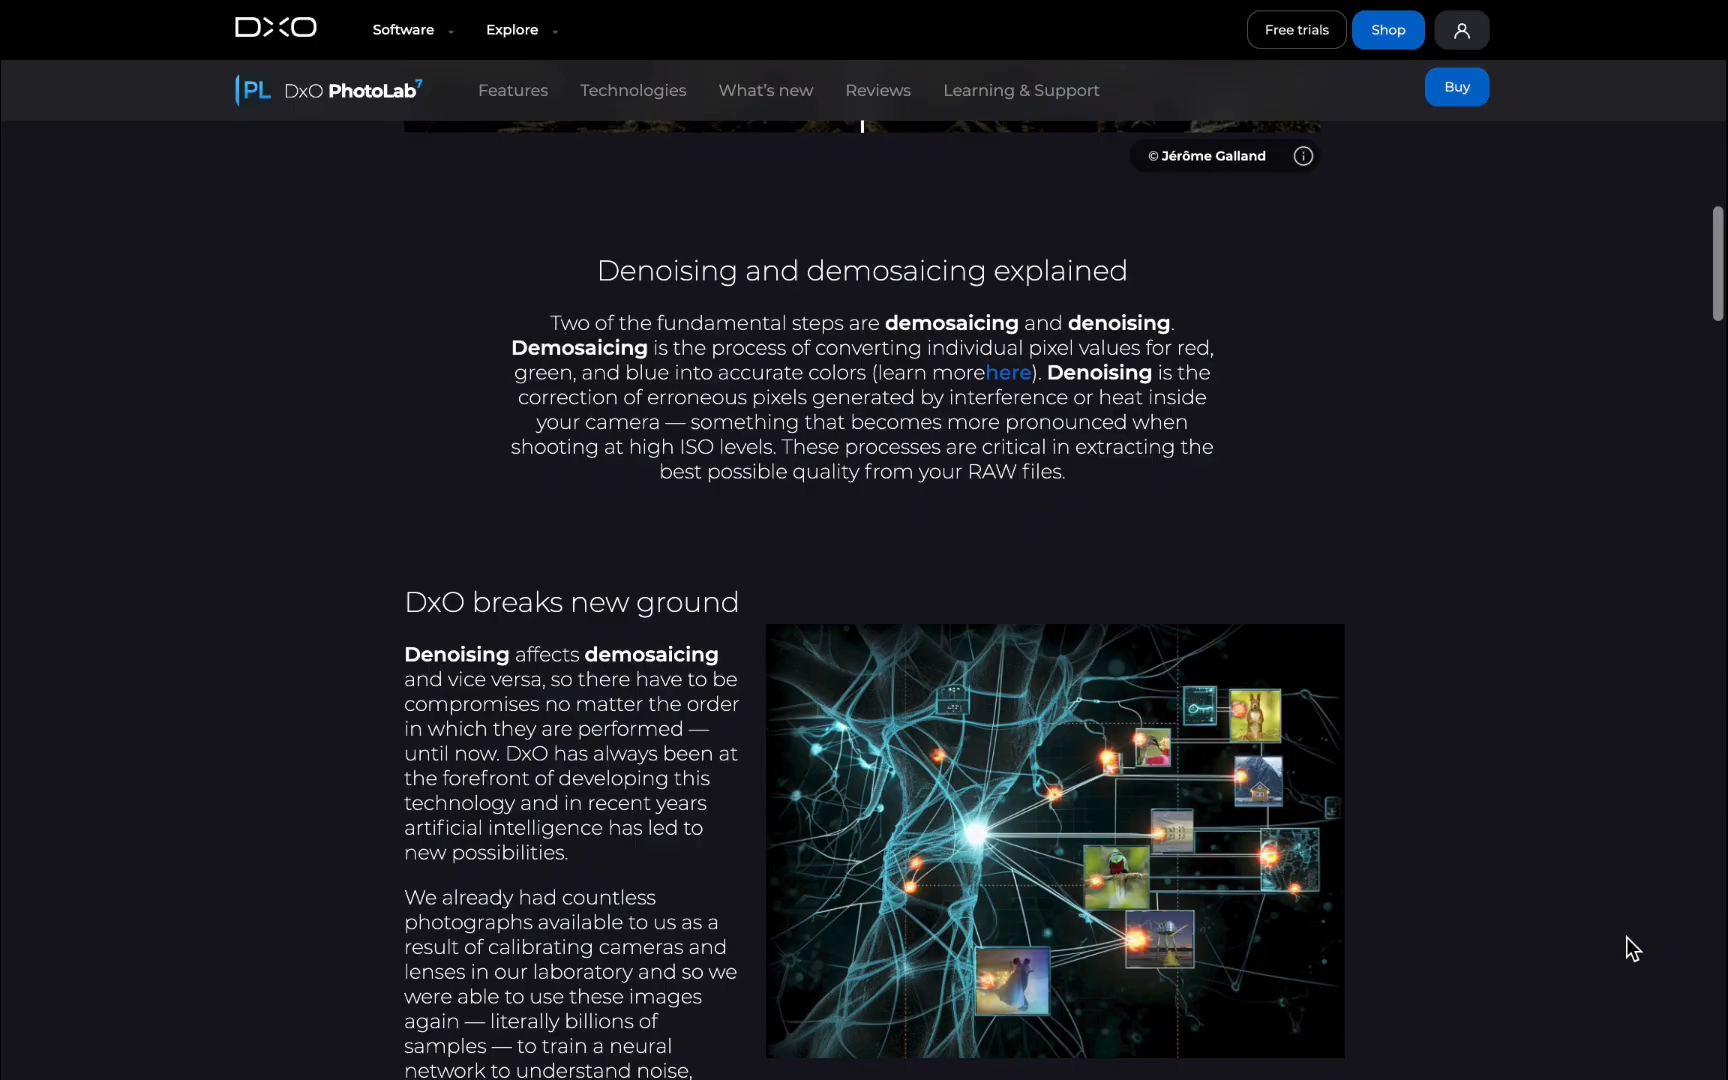 DXO
Software
Explore
Free trials
Shop
PL DxO PhotoLab7
Features
Technologies
What's new
Reviews
Learning & Support
Buy
© Jérôme Galland
Denoising and demosaicing explained
Two of the fundamental steps are demosaicing and denoising.
Demosaicing is the process of converting individual pixel values for red,
green, and blue into accurate colors (learn morehere). Denoising is the
correction of erroneous pixels generated by interference or heat inside
your camera — something that becomes more pronounced when
shooting at high ISO levels. These processes are critical in extracting the
best possible quality from your RAW files.
DxO breaks new ground
Denoising affects demosaicing
and vice versa, so there have to be
compromises no matter the order
in which they are performed —
until now. DxO has always been at
the forefront of developing this
technology and in recent years
artificial intelligence has led to
new possibilities.
We already had countless
photographs available to us as a
result of calibrating cameras and
lenses in our laboratory and so we
were able to use these images
again — literally billions of
samples — to train a neural
network to understand noise,